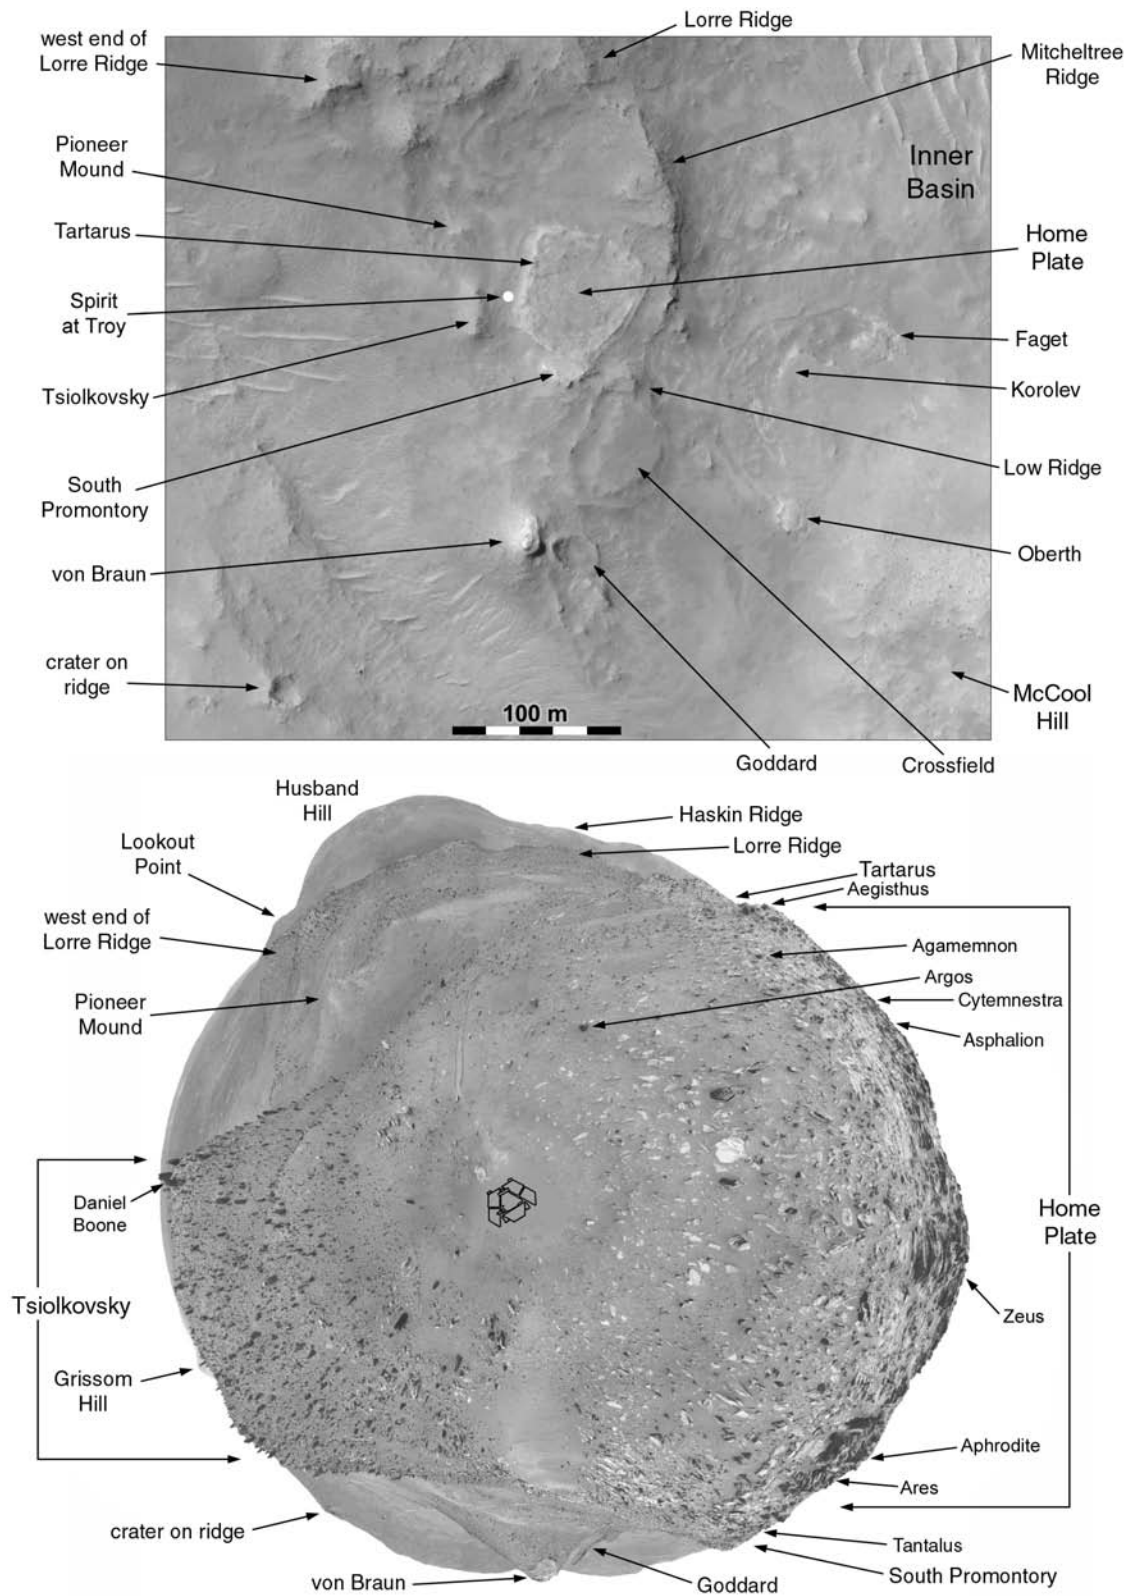 Lorre Ridge
west end of
Lorre Ridge
Mitcheltree
Ridge
Pioneer
Mound
Inner
Basin
Tartarus
Home
Plate
Spirit
at Troy
Faget
Tsiolkovsky
Korolev
South
Promontory
Low Ridge
von Braun
Oberth
crater on
ridge
McCool
Hill
100 m
Goddard
Crossfield
Husband
Hill
Haskin Ridge
Lookout
Point
Lorre Ridge
Tartarus
Aegisthus
west end of
Lorre Ridge
Agamemnon
Argos
Pioneer
Mound
Cytemnestra
Asphalion
Daniel
Boone
Home
Plate
Tsiolkovsky
Zeus
Grissom
Hill
Aphrodite
Ares
crater on ridge
Tantalus
South Promontory
von Braun
Goddard